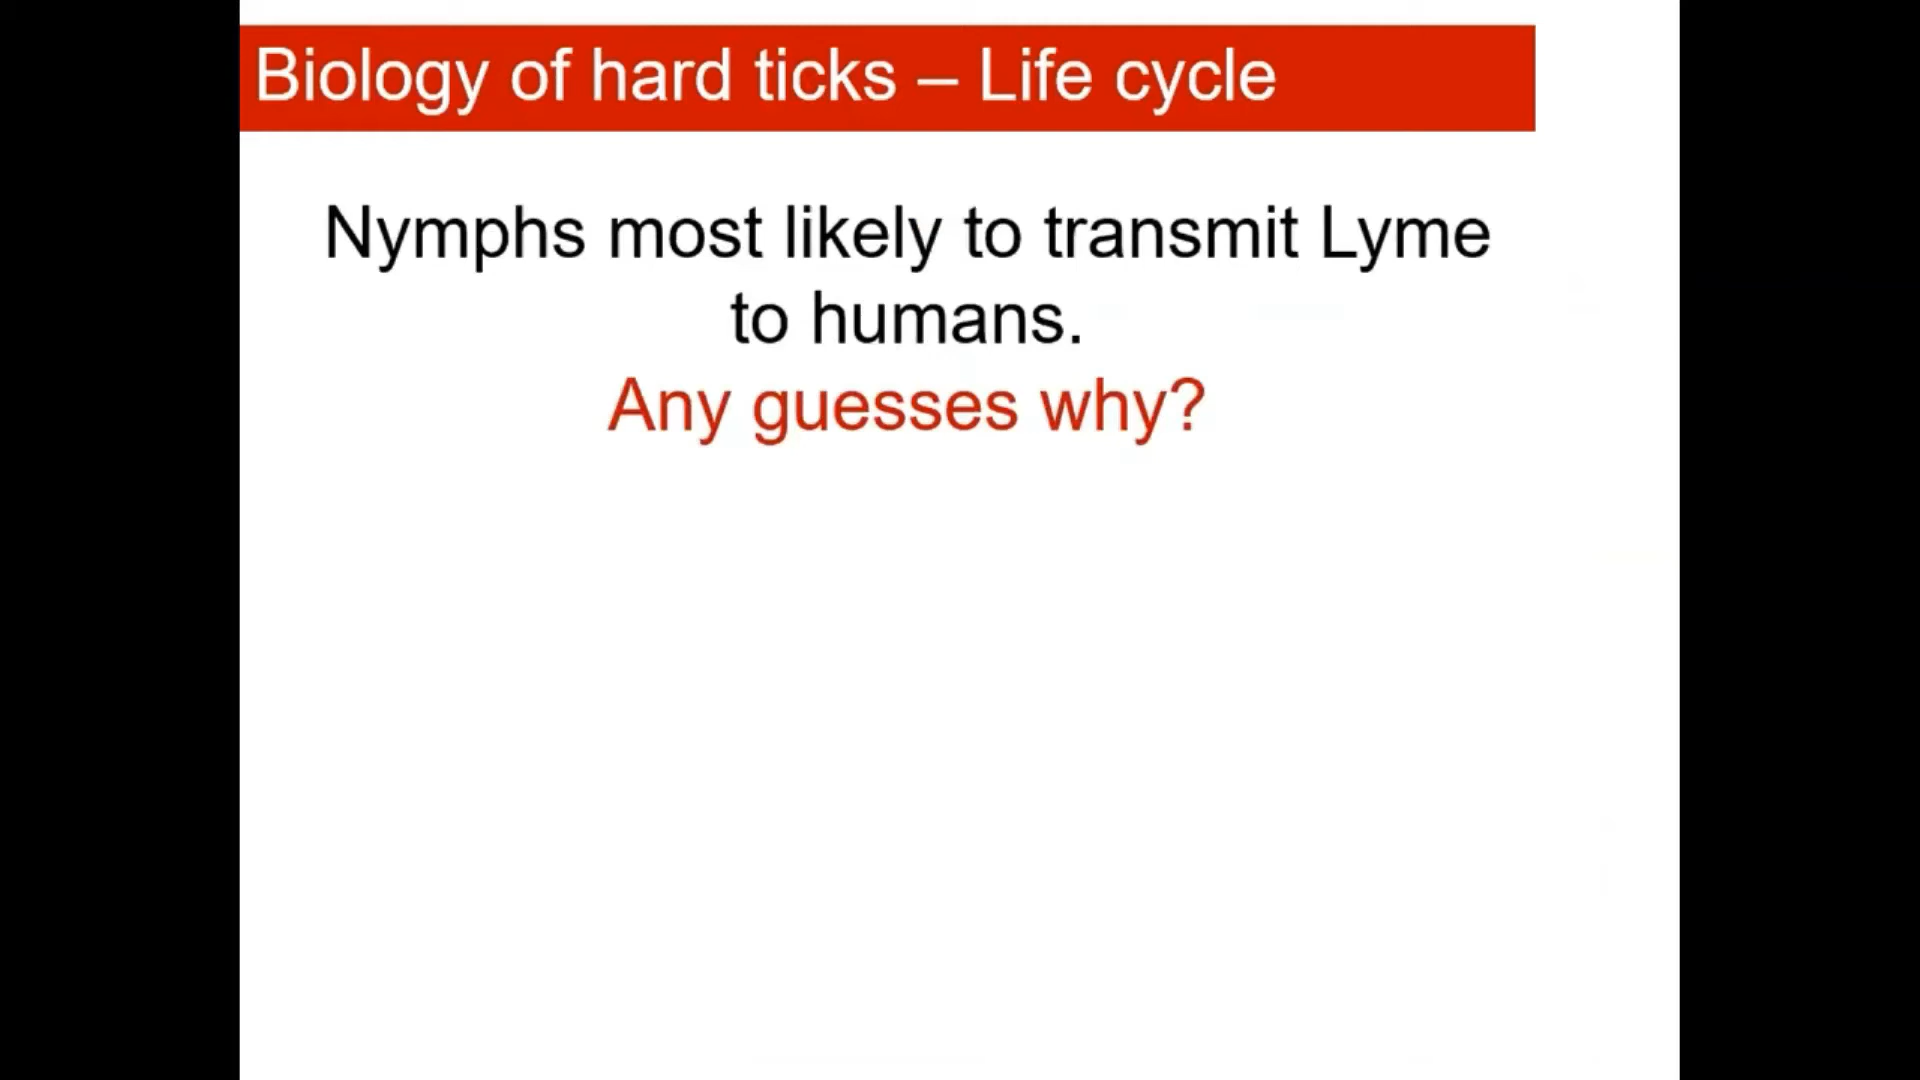 Biology of hard ticks – Life cycle
Nymphs most likely to transmit Lyme
to humans.
Any guesses why?